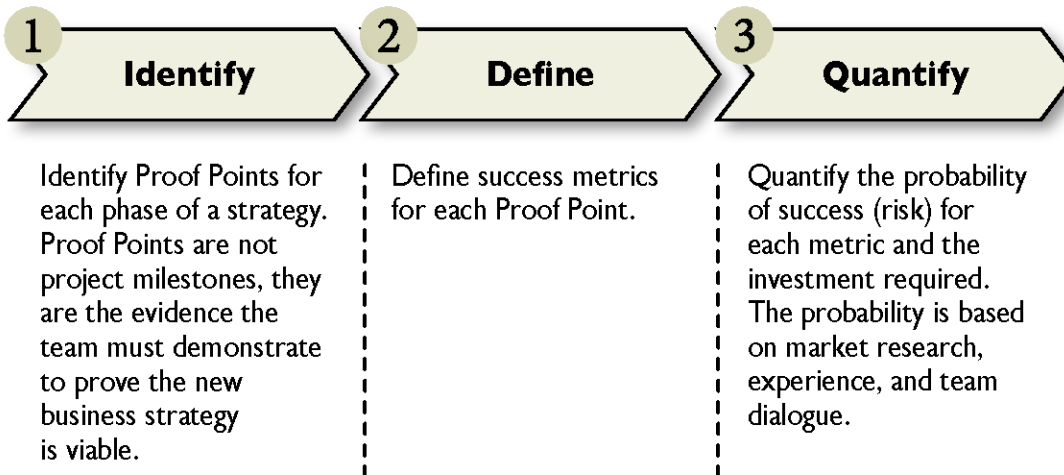 1
Identify
2
Define
3
Quantify
Identify Proof Points for
each phase of a strategy.
Proof Points are not
project milestones, they
are the evidence the
team must demonstrate
to prove the new
business strategy
is viable.
Define success metrics
for each Proof Point.
Quantify the probability
of success (risk) for
each metric and the
investment required.
The probability is based
on market research,
experience, and team
dialogue.